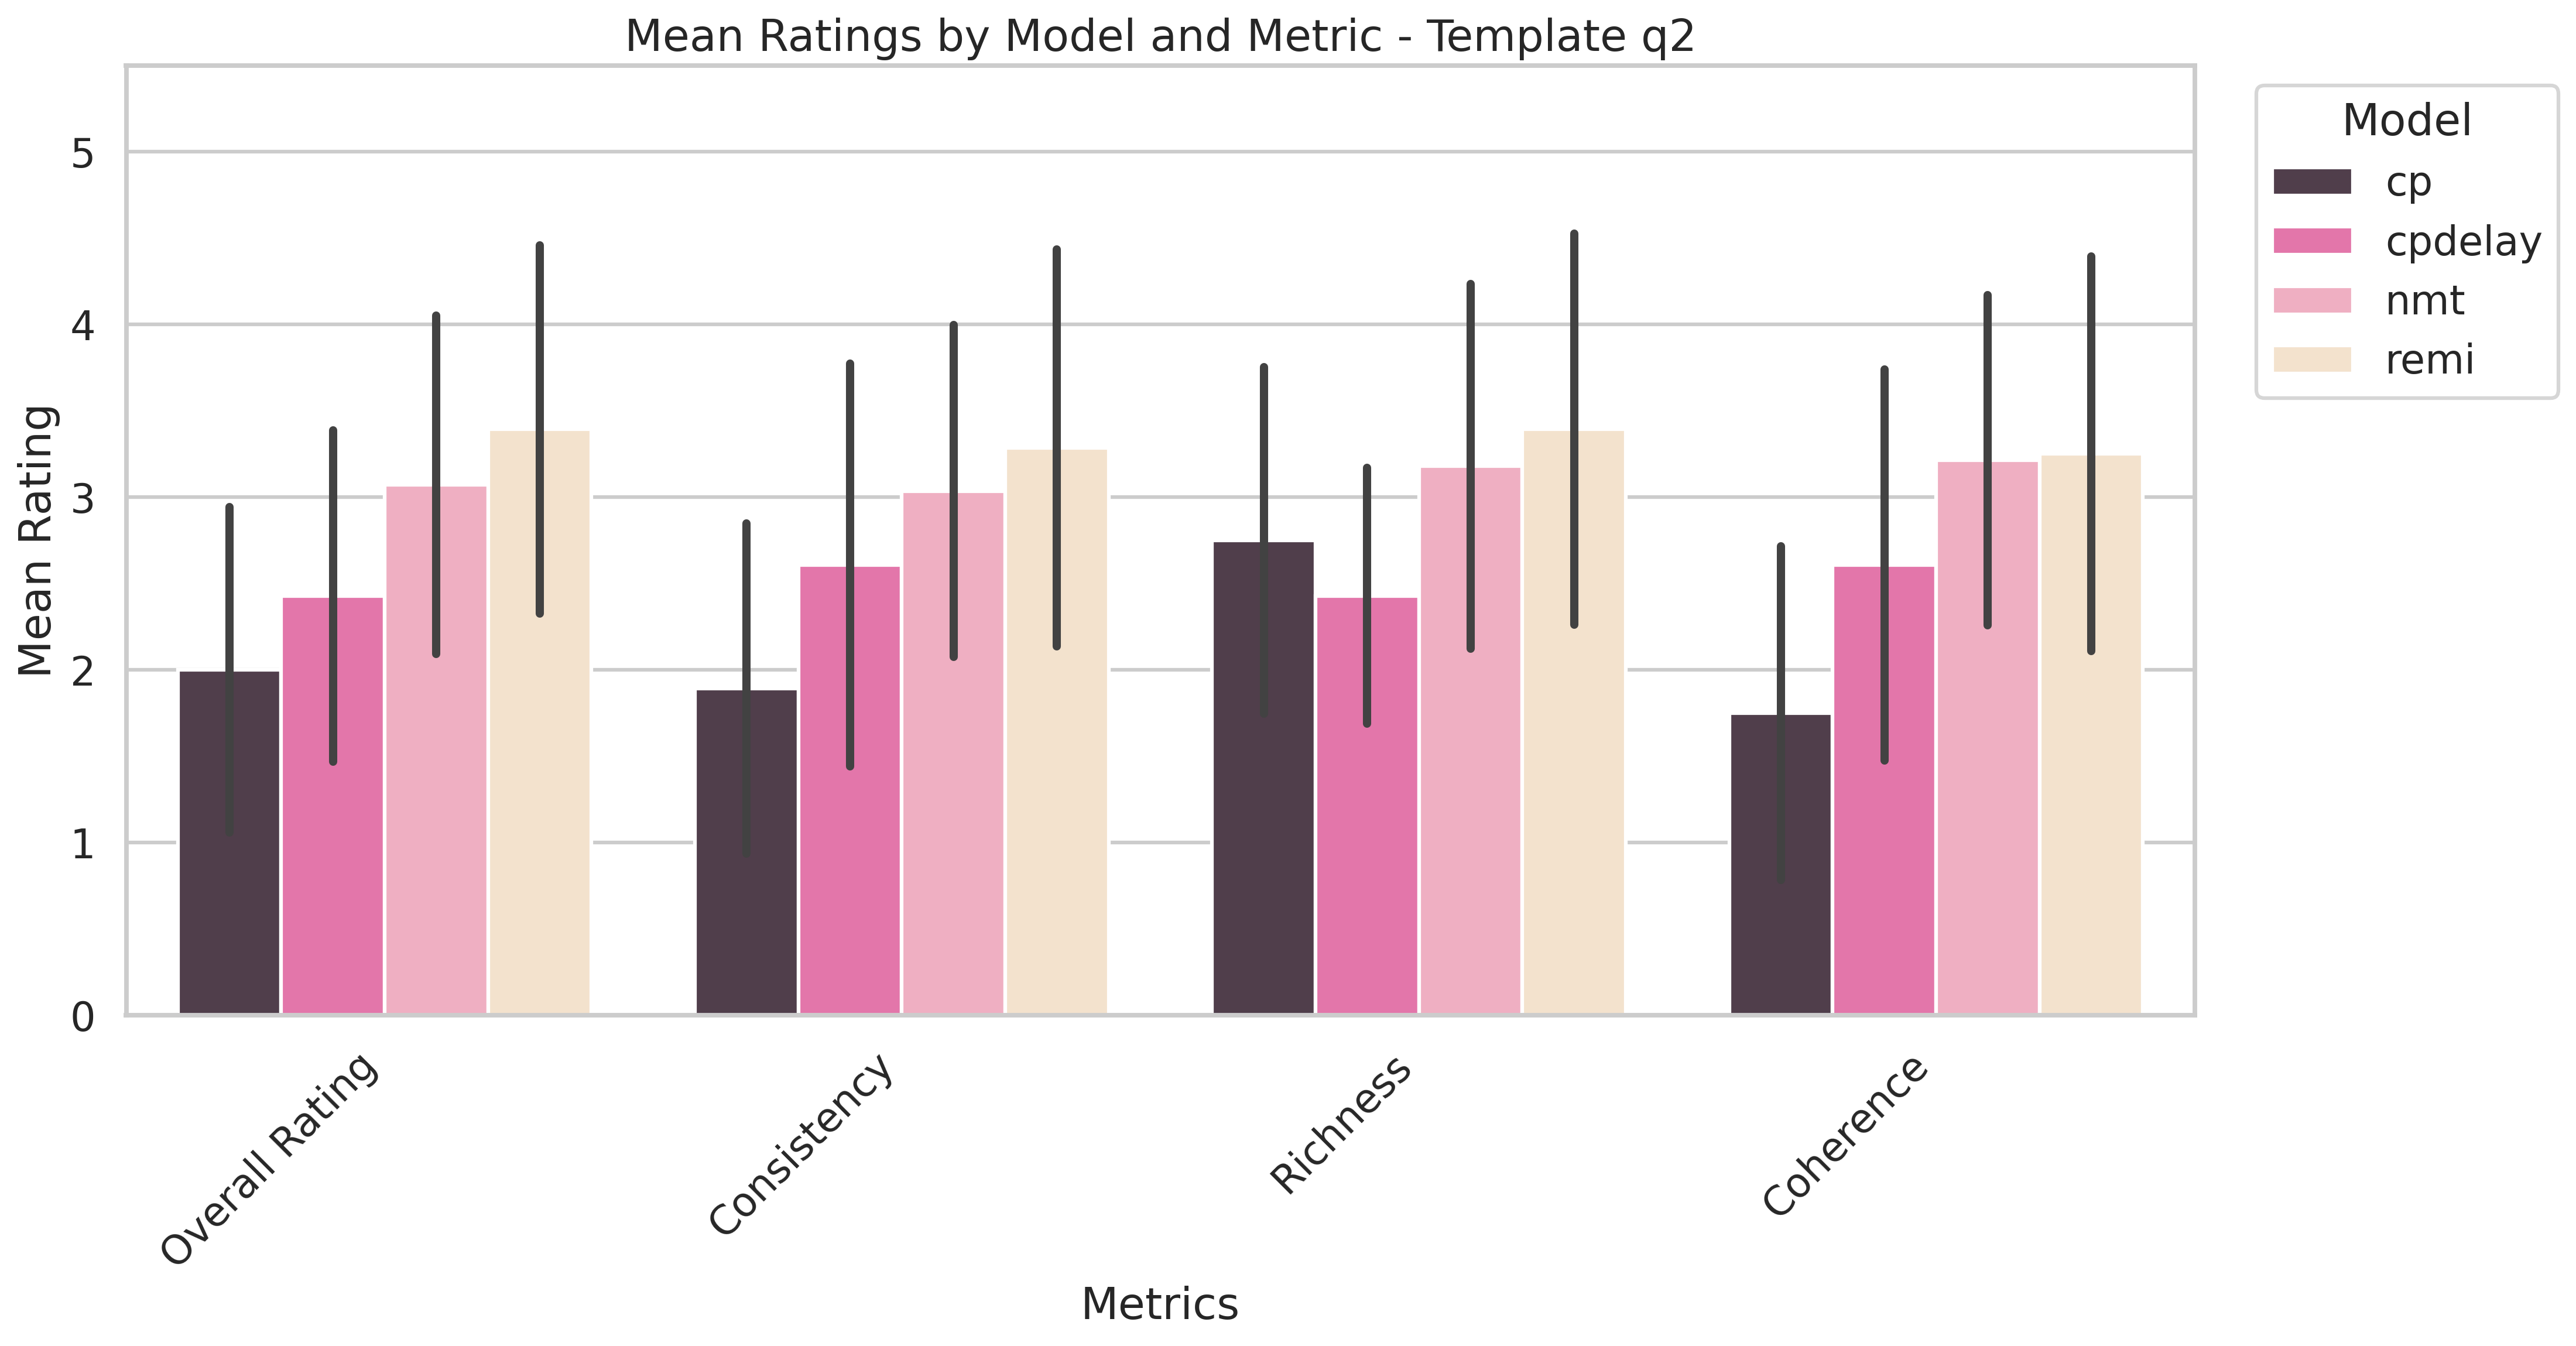 Mean Ratings by Model and Metric - Template q2
Mean Rating
5
4
3
2
1
0
Overall Rating
Consistency
Richness
Coherence
Metrics
Model
cp
cpdelay
nmt
remi